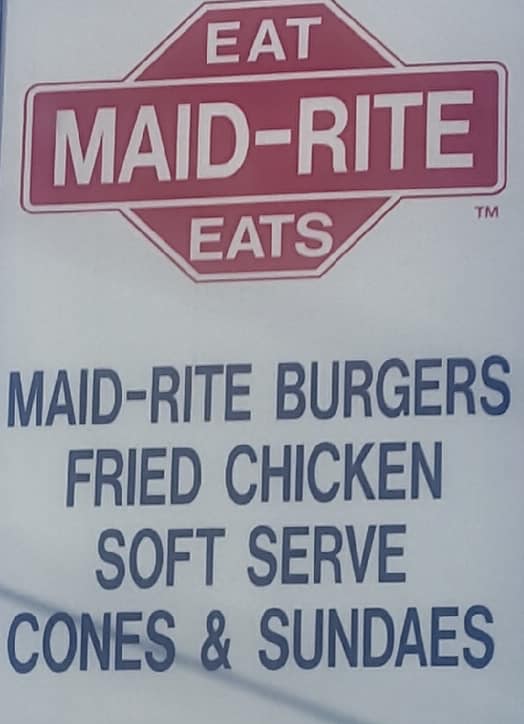 EAT
MAID-RITE
EATS
TM
MAID-RITE BURGERS
FRIED CHICKEN
SOFT SERVE
CONES & SUNDAES